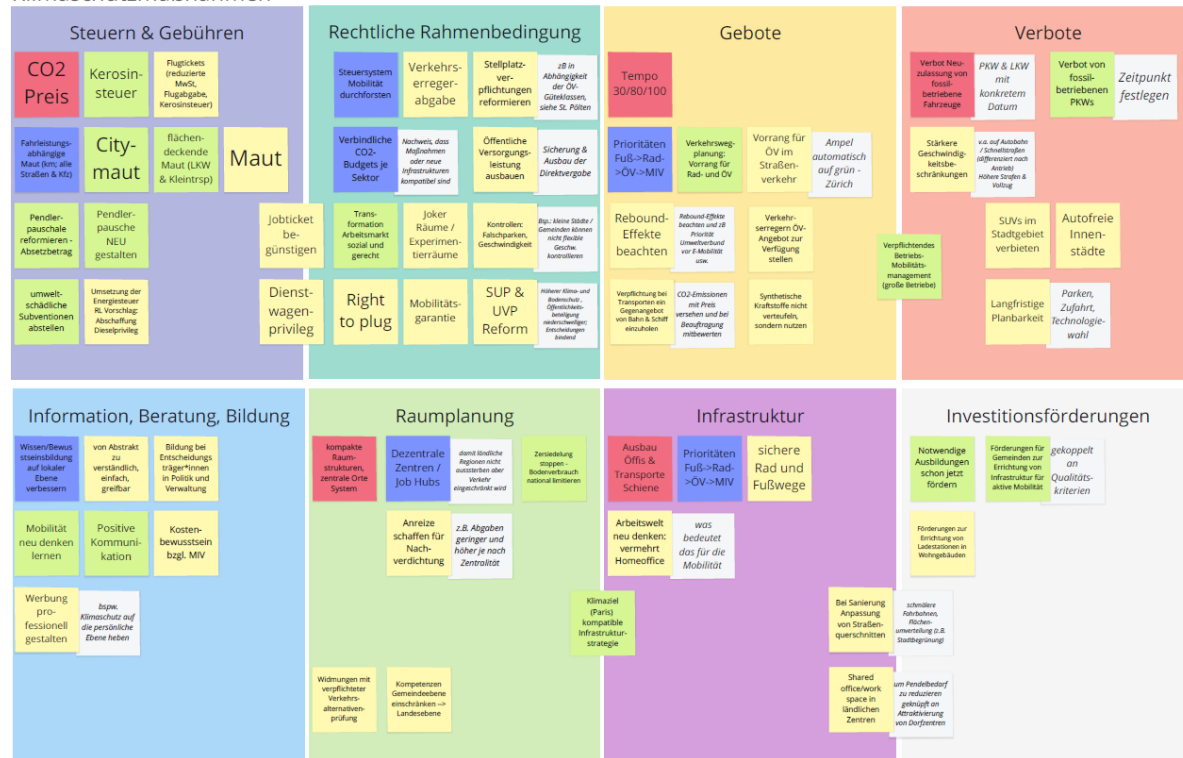 Klimaschutzmaßnahmen
Steuern & Gebühren
CO2
Preis
Kerosin-
steuer
Flugtickets
(reduzierte
MwSt,
Flugabgabe,
Kerosinsteuer)
Fahrleistungs-
abhängige
Maut (km; alle
Straßen & Kfz)
City-
maut
flächen-
deckende
Maut (LKW
& Kleintrsp)
Maut
Pendler-
pauschale
reformieren -
Absetzbetrag
Pendler-
pausche
NEU
gestalten
Jobticket
be-
günstigen
umwelt-
schädliche
Subventionen
abstellen
Umsetzung der
Energiesteuer
RL Vorschlag:
Abschaffung
Dieselprivileg
Dienst-
wagen-
privileg
Rechtliche Rahmenbedingung
Steuersystem
Mobilität
durchforsten
Verkehrs-
erreger-
abgabe
Stellplatz-
ver-
pflichtungen
reformieren
zB in
Abhängigkeit
der ÖV-
Güteklassen,
siehe St. Pölten
Verbindliche
CO2-
Budgets je
Sektor
Nachweis, dass
Maßnahmen
oder neue
Infrastrukturen
kompatibel sind
Öffentliche
Versorgungs-
leistung
ausbauen
Sicherung &
Ausbau der
Direktvergabe
Trans-
formation
Arbeitsmarkt
sozial und
gerecht
Joker
Räume /
Experimen-
tierräume
Kontrollen:
Falschparken,
Geschwindigkeit
Bsp.: kleine Städte /
Gemeinden können
nicht flexible
Geschw.
kontrollieren
Right
to plug
Mobilitäts-
garantie
SUP &
UVP
Reform
Höherer Klima- und
Bodenschutz ,
Öffentlichkeits-
beteiligung
niederschwelliger;
Entscheidungen
bindend
Gebote
Tempo
30/80/100
Prioritäten
Fuß->Rad-
>ÖV->MIV
Verkehrsweg-
planung:
Vorrang für
Rad- und ÖV
Vorrang für
ÖV im
Straßen-
verkehr
Ampel
automatisch
auf grün -
Zürich
Rebound-
Effekte
beachten
Rebound-Effekte
beachten und zB
Priorität
Umweltverbund
vor E-Mobilität
usw.
Verkehr-
serregern ÖV-
Angebot zur
Verfügung
stellen
Verpflichtung bei
Transporten ein
Gegenangebot
von Bahn & Schiff
einzuholen
CO2-Emissionen
mit Preis
versehen und bei
Beauftragung
mitbewerten
Synthetische
Kraftstoffe nicht
verteufeln,
sondern nutzen
Verbote
Verbot Neu-
zulassung von
fossil-
betriebene
Fahrzeuge
PKW & LKW
mit
konkretem
Datum
Verbot von
fossil-
betriebenen
PKWs
Zeitpunkt
festlegen
Stärkere
Geschwindig-
keitsbe-
schränkungen
v.a. auf Autobahn
/ Schnellstraßen
(differenziert nach
Antrieb)
Höhere Strafen &
Vollzug
Verpflichtendes
Betriebs-
Mobilitäts-
management
(große Betriebe)
SUVs im
Stadtgebiet
verbieten
Autofreie
Innen-
städte
Langfristige
Planbarkeit
Parken,
Zufahrt,
Technologie-
wahl
Information, Beratung, Bildung
Wissen/Bewus
stseinsbildung
auf lokaler
Ebene
verbessern
von Abstrakt
zu
verständlich,
einfach,
greifbar
Bildung bei
Entscheidungs
träger*innen
in Politik und
Verwaltung
Mobilität
neu denken
lernen
Positive
Kommuni-
kation
Kosten-
bewusstsein
bzgl. MIV
Werbung
pro-
fessionell
gestalten
bspw.
Klimaschutz auf
die persönliche
Ebene heben
Raumplanung
kompakte
Raum-
strukturen,
zentrale Orte
System
Dezentrale
Zentren /
Job Hubs
damit ländliche
Regionen nicht
aussterben aber
Verkehr
eingeschränkt wird
Zersiedelung
stoppen -
Bodenverbrauch
national limitieren
Anreize
schaffen für
Nach-
verdichtung
z.B. Abgaben
geringer und
höher je nach
Zentralität
Klimaziel
(Paris)
kompatible
Infrastruktur-
strategie
Widmungen mit
verpflichteter
Verkehrs-
alternativen-
prüfung
Kompetenzen
Gemeindeebene
einschränken -->
Landesebene
Infrastruktur
Ausbau
Öffis &
Transporte
Schiene
Prioritäten
Fuß->Rad-
>ÖV->MIV
sichere
Rad und
Fußwege
Arbeitswelt
neu denken:
vermehrt
Homeoffice
was
bedeutet
das für die
Mobilität
Bei Sanierung
Anpassung
von Straßen-
querschnitten
schmälere
Fahrbahnen,
Flächen-
umverteilung (z.B.
Stadtbegrünung)
Shared
office/work
space in
ländlichen
Zentren
um Pendelbedarf
zu reduzieren
geknüpft an
Attraktivierung
von Dorfzentren
Investitionsförderungen
Notwendige
Ausbildungen
schon jetzt
fördern
Förderungen für
Gemeinden zur
Errichtung von
Infrastruktur für
aktive Mobilität
gekoppelt
an
Qualitäts-
kriterien
Förderungen zur
Errichtung von
Ladestationen in
Wohngebäuden